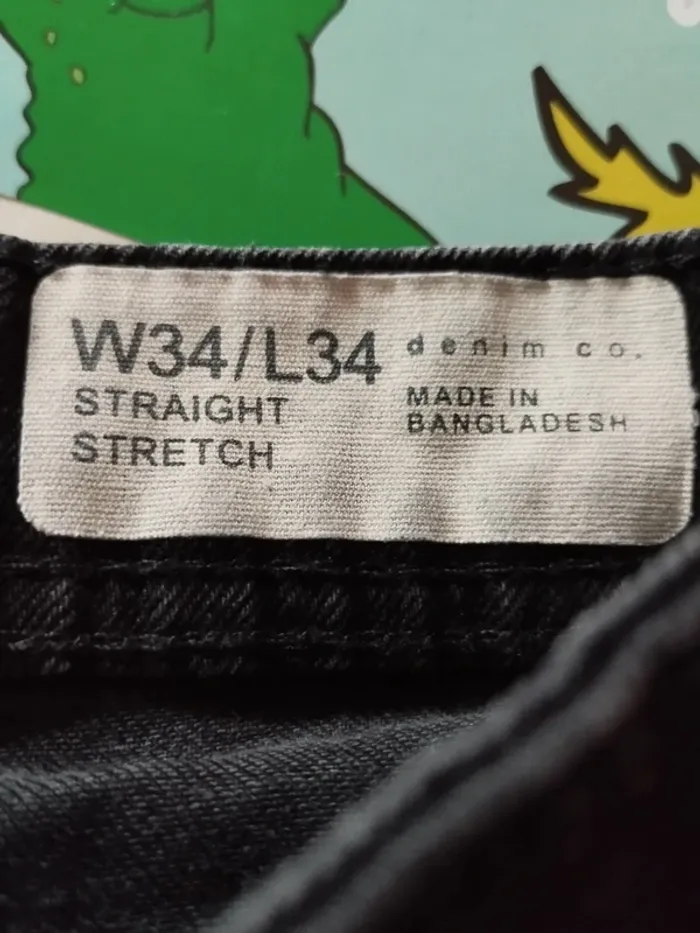 W34/L34
STRAIGHT
STRETCH
denim co.
MADE IN
BANGLADESH